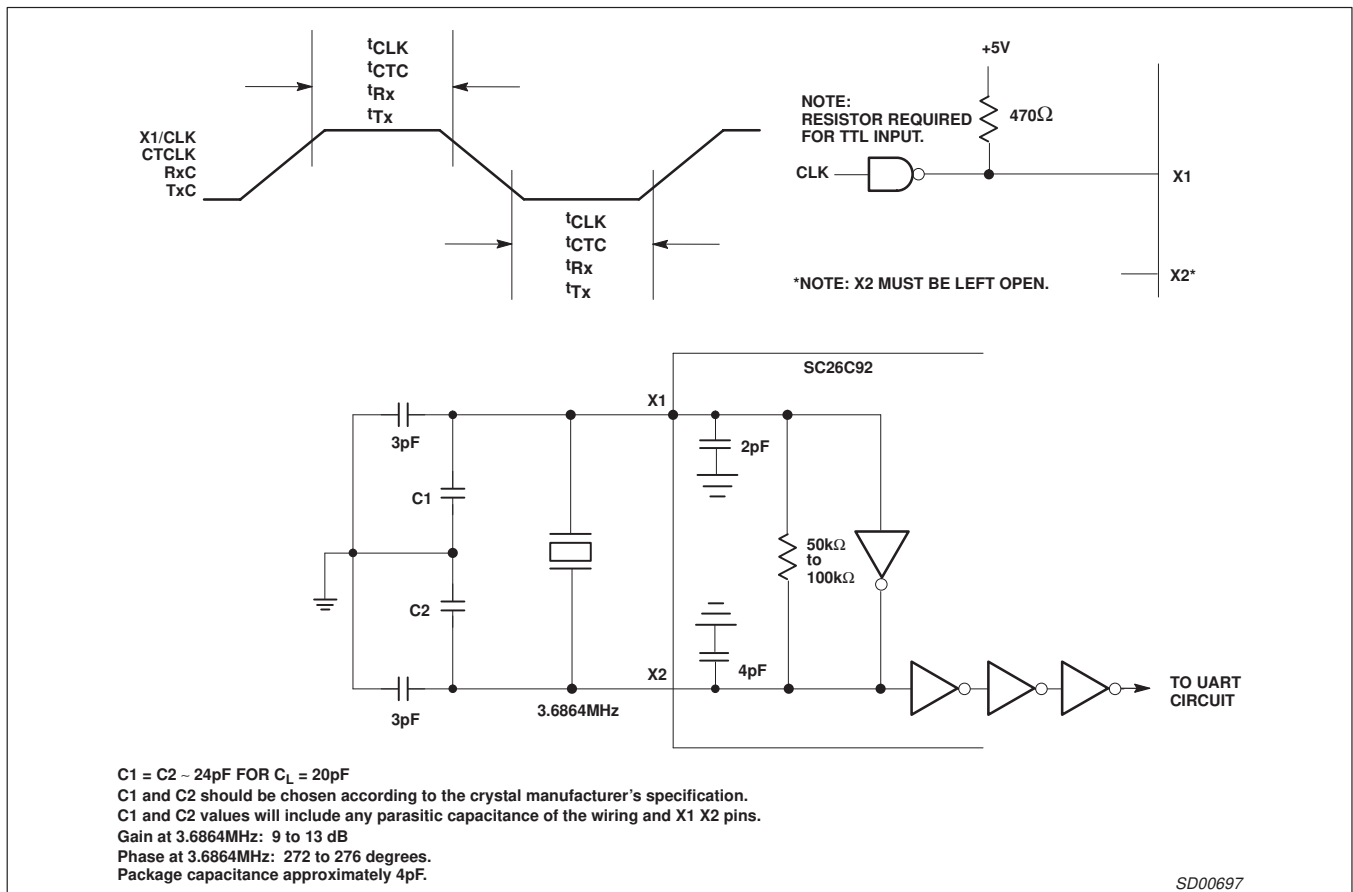 tCLK
tCTC
tRx
tTx
X1/CLK
CTCLK
RxC
TxC
tCLK
tCTC
tRx
tTx
+5V
470Ω
NOTE:
RESISTOR REQUIRED
FOR TTL INPUT.
CLK
X1
X2*
*NOTE: X2 MUST BE LEFT OPEN.
SC26C92
X1
3pF
2pF
C1
50kΩ
to
100kΩ
C2
4pF
X2
3pF
3.6864MHz
TO UART
CIRCUIT
C1 = C2 ~ 24pF FOR CL = 20pF
C1 and C2 should be chosen according to the crystal manufacturer's specification.
C1 and C2 values will include any parasitic capacitance of the wiring and X1 X2 pins.
Gain at 3.6864MHz: 9 to 13 dB
Phase at 3.6864MHz: 272 to 276 degrees.
Package capacitance approximately 4pF.
SD00697